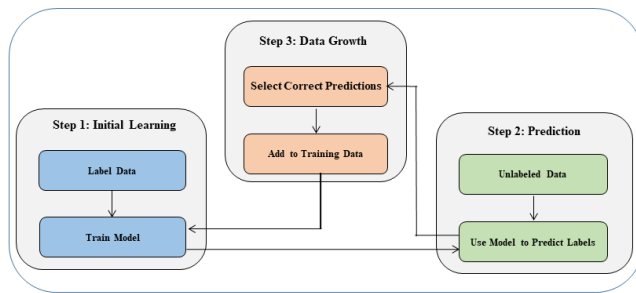 Step 3: Data Growth
Select Correct Predictions
Add to Training Data
Step 1: Initial Learning
Label Data
Train Model
Step 2: Prediction
Unlabeled Data
Use Model to Predict Labels